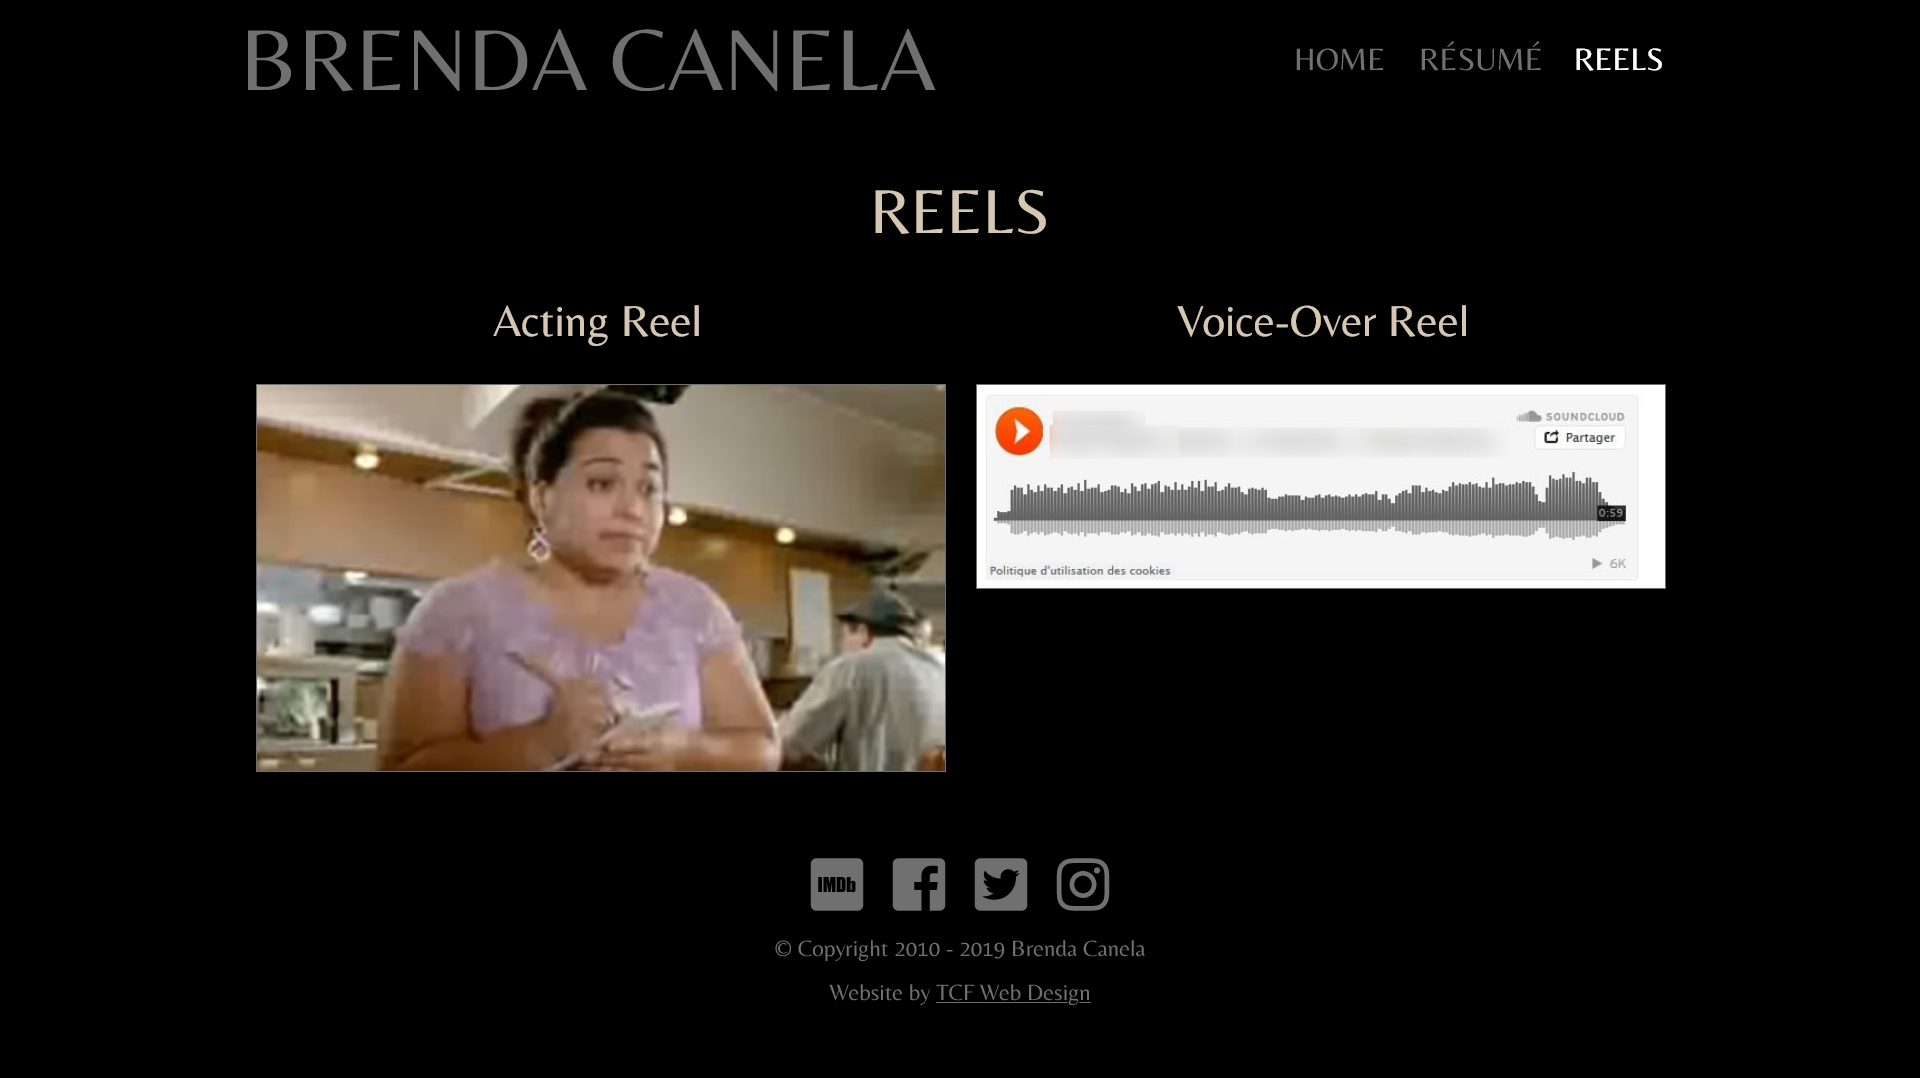 BRENDA CANELA
HOME RÉSUMÉ REELS
REELS
Acting Reel
Voice-Over Reel
SOUNDCLOUD
Partager
0:59
6K
Politique d'utilisation des cookies
IMDb
© Copyright 2010 - 2019 Brenda Canela
Website by TCF Web Design